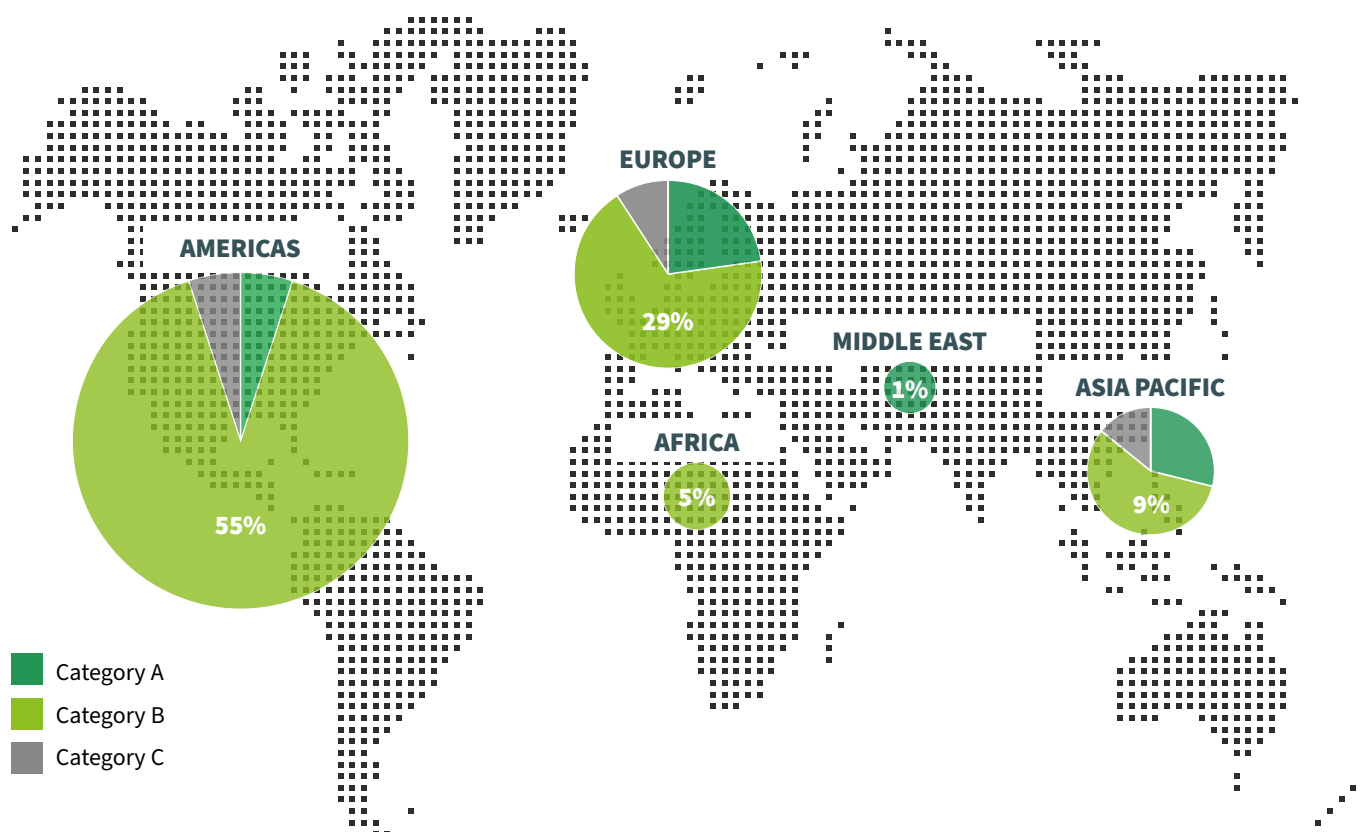 EUROPE
29%
AMERICAS
55%
MIDDLE EAST
1%
ASIA PACIFIC
9%
AFRICA
5%
Category A
Category B
Category C